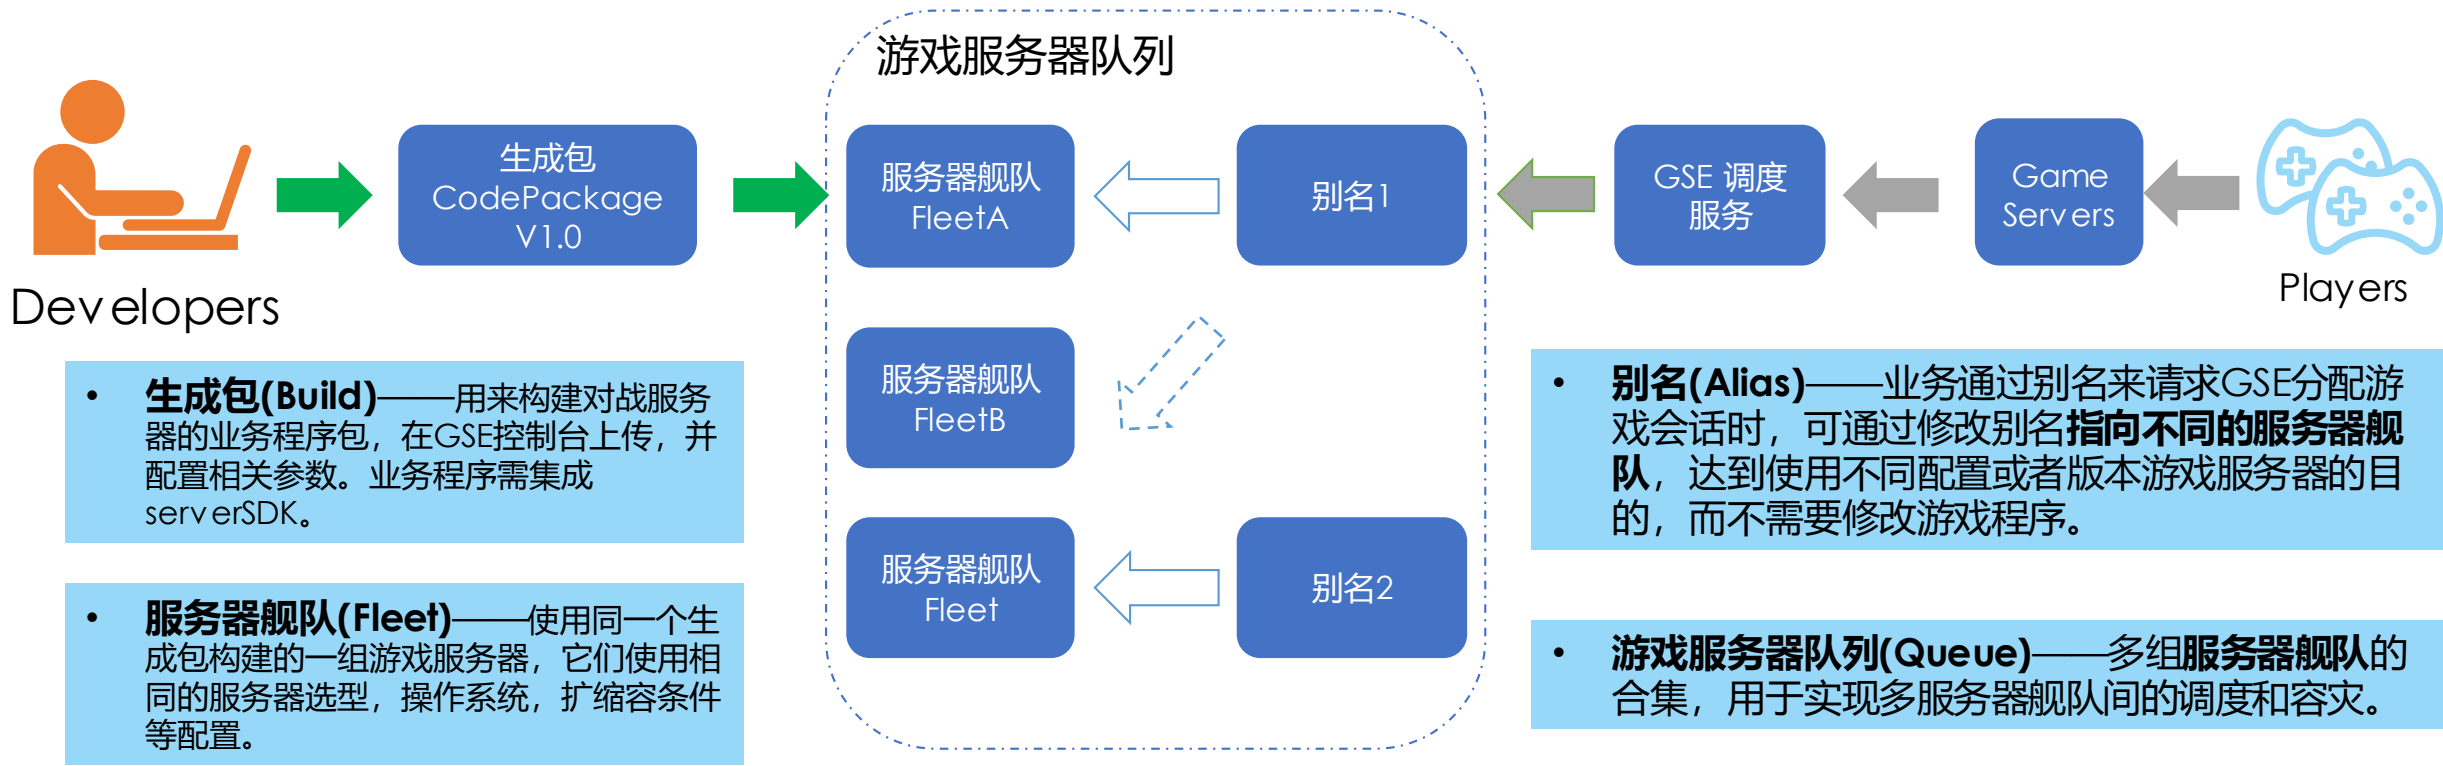 游戏服务器队列
生成包
CodePackage
V1.0
服务器舰队
FleetA
别名1
GSE 调度
服务
Game
Servers
Developers
Players
服务器舰队
FleetB
服务器舰队
Fleet
别名2
• 生成包(Build)——用来构建对战服务
器的业务程序包，在GSE控制台上传，并
配置相关参数。业务程序需集成
serverSDK。
• 服务器舰队(Fleet)——使用同一个生
成包构建的一组游戏服务器，它们使用相
同的服务器选型，操作系统，扩缩容条件
等配置。
• 别名(Alias)——业务通过别名来请求GSE分配游
戏会话时，可通过修改别名指向不同的服务器舰
队，达到使用不同配置或者版本游戏服务器的目
的，而不需要修改游戏程序。
• 游戏服务器队列(Queue)——多组服务器舰队的
合集，用于实现多服务器舰队间的调度和容灾。